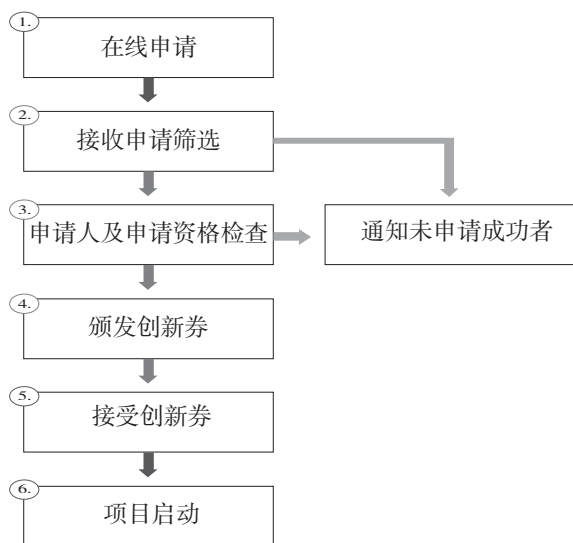 1.
在线申请
2.
接收申请筛选
3.
申请人及申请资格检查
通知未申请成功者
4.
颁发创新券
5.
接受创新券
6.
项目启动